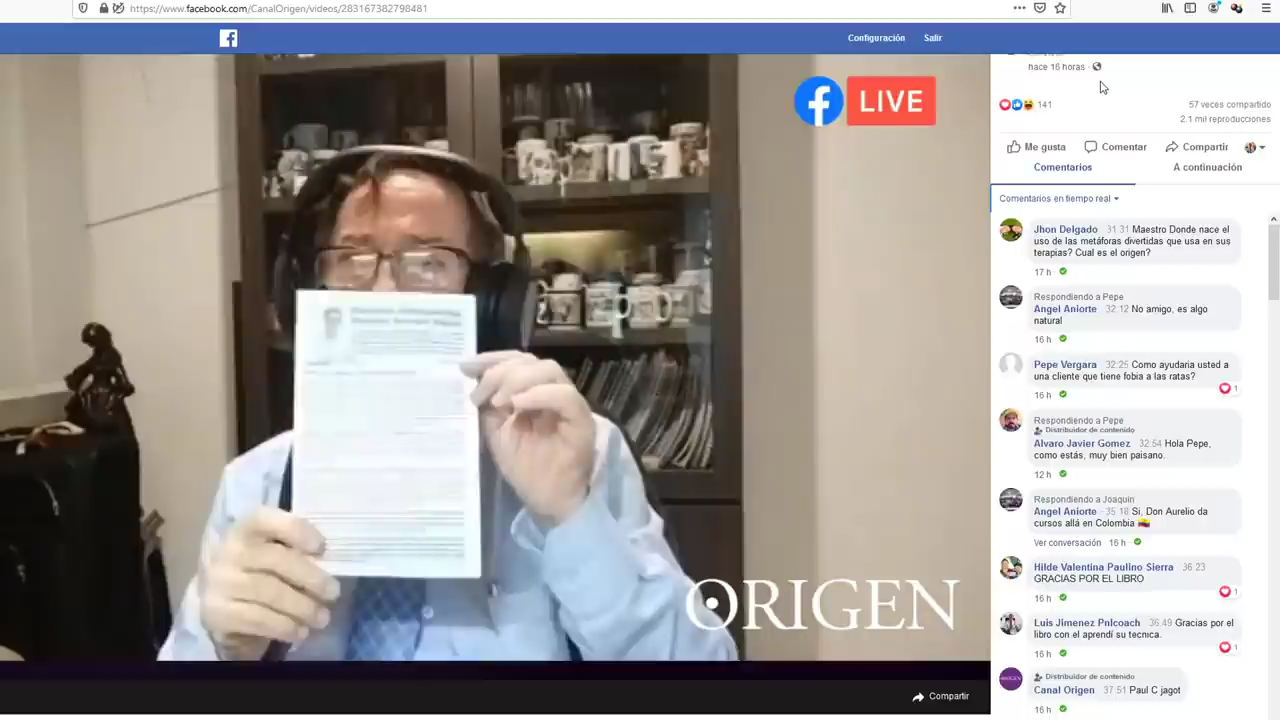 https://www.facebook.com/CanalOrigen/videos/283167382798481
Configuración Salir
LIVE
ORIGEN
Compartir
hace 16 horas
141
57 veces compartido
2.1 mil reproducciones
Me gusta Comentar Compartir
Comentarios A continuación
Comentarios en tiempo real
Jhon Delgado 31:31 Maestro Donde nace el
uso de las metáforas divertidas que usa en sus
terapias? Cual es el origen?
17 h
Respondiendo a Pepe
Angel Aniorte 32:12 No amigo, es algo
natural
16 h
Pepe Vergara 32:25 Como ayudaria usted a
una cliente que tiene fobia a las ratas?
1
16 h
Respondiendo a Pepe
Distribuidor de contenido
Alvaro Javier Gomez 32:54 Hola Pepe,
como estás, muy bien paisano.
12 h
Respondiendo a Joaquin
Angel Aniorte 35:18 Si, Don Aurelio da
cursos allá en Colombia
Ver conversación 16 h
Hilde Valentina Paulino Sierra 36:23
GRACIAS POR EL LIBRO
1
16 h
Luis Jimenez Pnlcoach 36:49 Gracias por el
libro con el aprendí su tecnica.
1
16 h
Distribuidor de contenido
Canal Origen 37:51 Paul C jagot
16 h